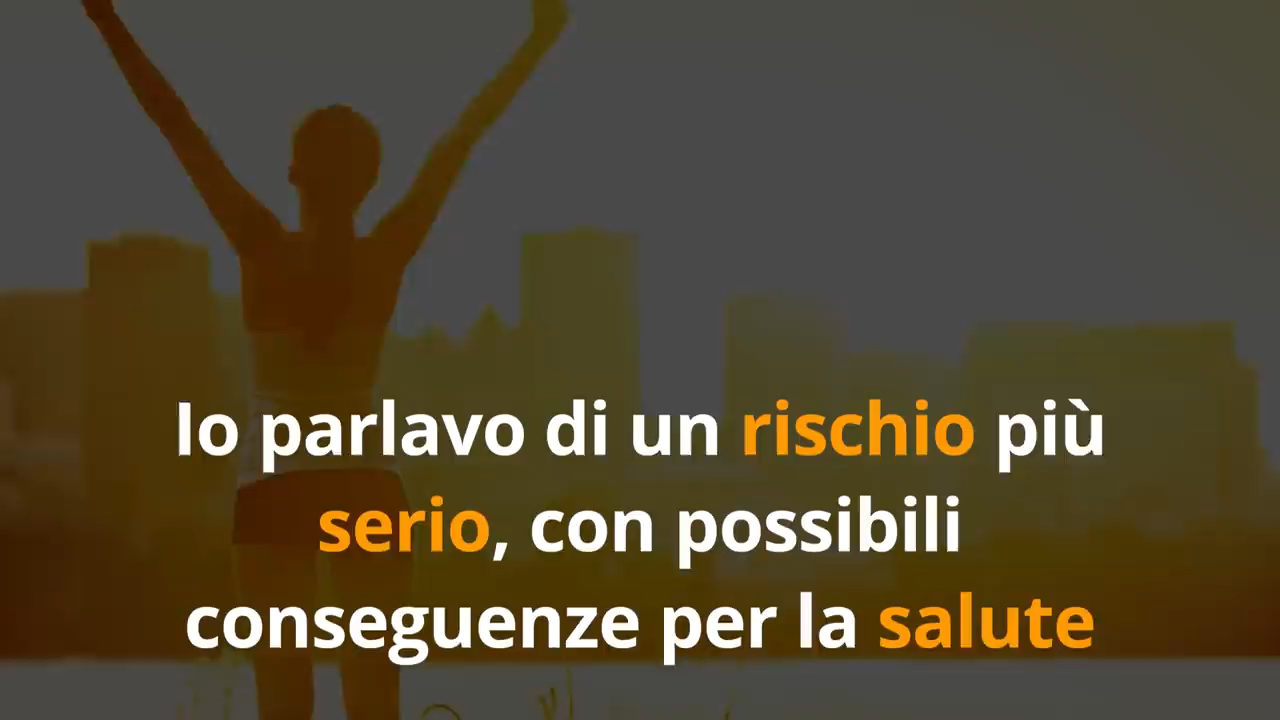 Io parlavo di un rischio più
serio, con possibili
conseguenze per la salute